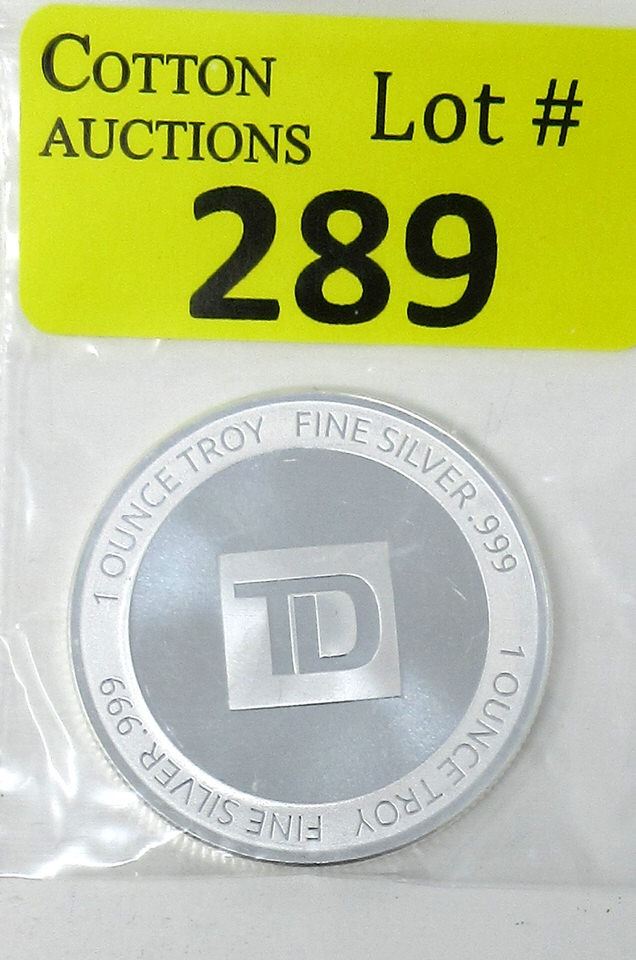 COTTON
AUCTIONS
Lot #
289
1 OUNCE TROY FINE SILVER .999
1 OUNCE TROY FINE SILVER .999
TD